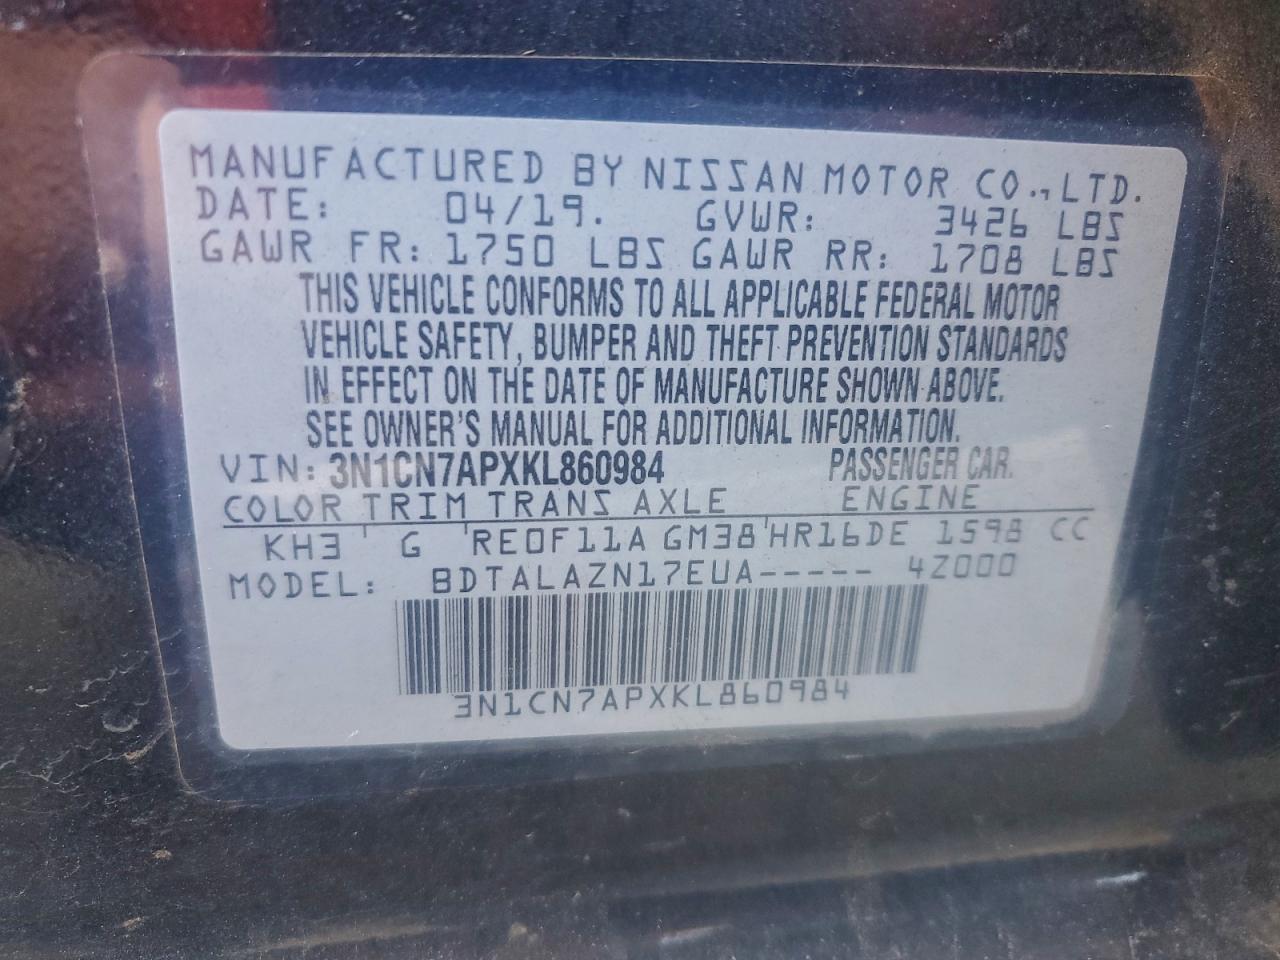 MANUFACTURED BY NISSAN MOTOR CO., LTD.
DATE: 04/19. GVWR: 3426 LBS
GAWR FR: 1750 LBS GAWR RR: 1708 LBS
THIS VEHICLE CONFORMS TO ALL APPLICABLE FEDERAL MOTOR
VEHICLE SAFETY, BUMPER AND THEFT PREVENTION STANDARDS
IN EFFECT ON THE DATE OF MANUFACTURE SHOWN ABOVE.
SEE OWNER'S MANUAL FOR ADDITIONAL INFORMATION.
VIN: 3N1CN7APXKL860984 PASSENGER CAR.
COLOR TRIM TRANS AXLE ENGINE
KH3 ' G 'RE0F11A GM38'HR16DE 1598 CC
MODEL: BDTALAZN17EUA----- 4Z000
3N1CN7APXKL860984